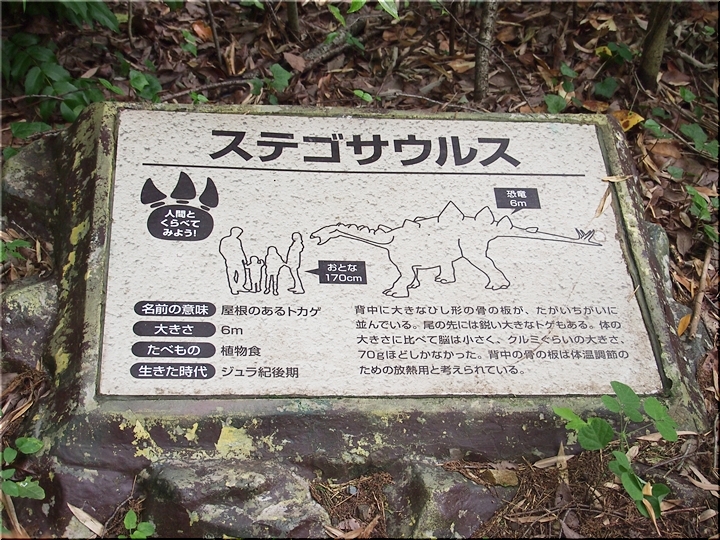 ステゴサウルス
人間と
くらべて
みよう!
恐竜
6m
おとな
170cm
名前の意味 屋根のあるトカゲ
大きさ 6m
たべもの 植物食
生きた時代 ジュラ紀後期
背中に大きなひし形の骨の板が、たがいちがいに
並んでいる。尾の先には鋭い大きなトゲもある。体の
大きさに比べて脳は小さく、クルミぐらいの大きさ、
70gほどしかなかった。背中の骨の板は体温調節の
ための放熱用と考えられている。